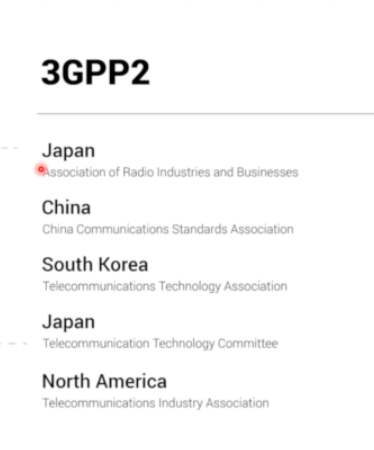 3GPP2
Japan
Association of Radio Industries and Businesses
China
China Communications Standards Association
South Korea
Telecommunications Technology Association
Japan
Telecommunication Technology Committee
North America
Telecommunications Industry Association